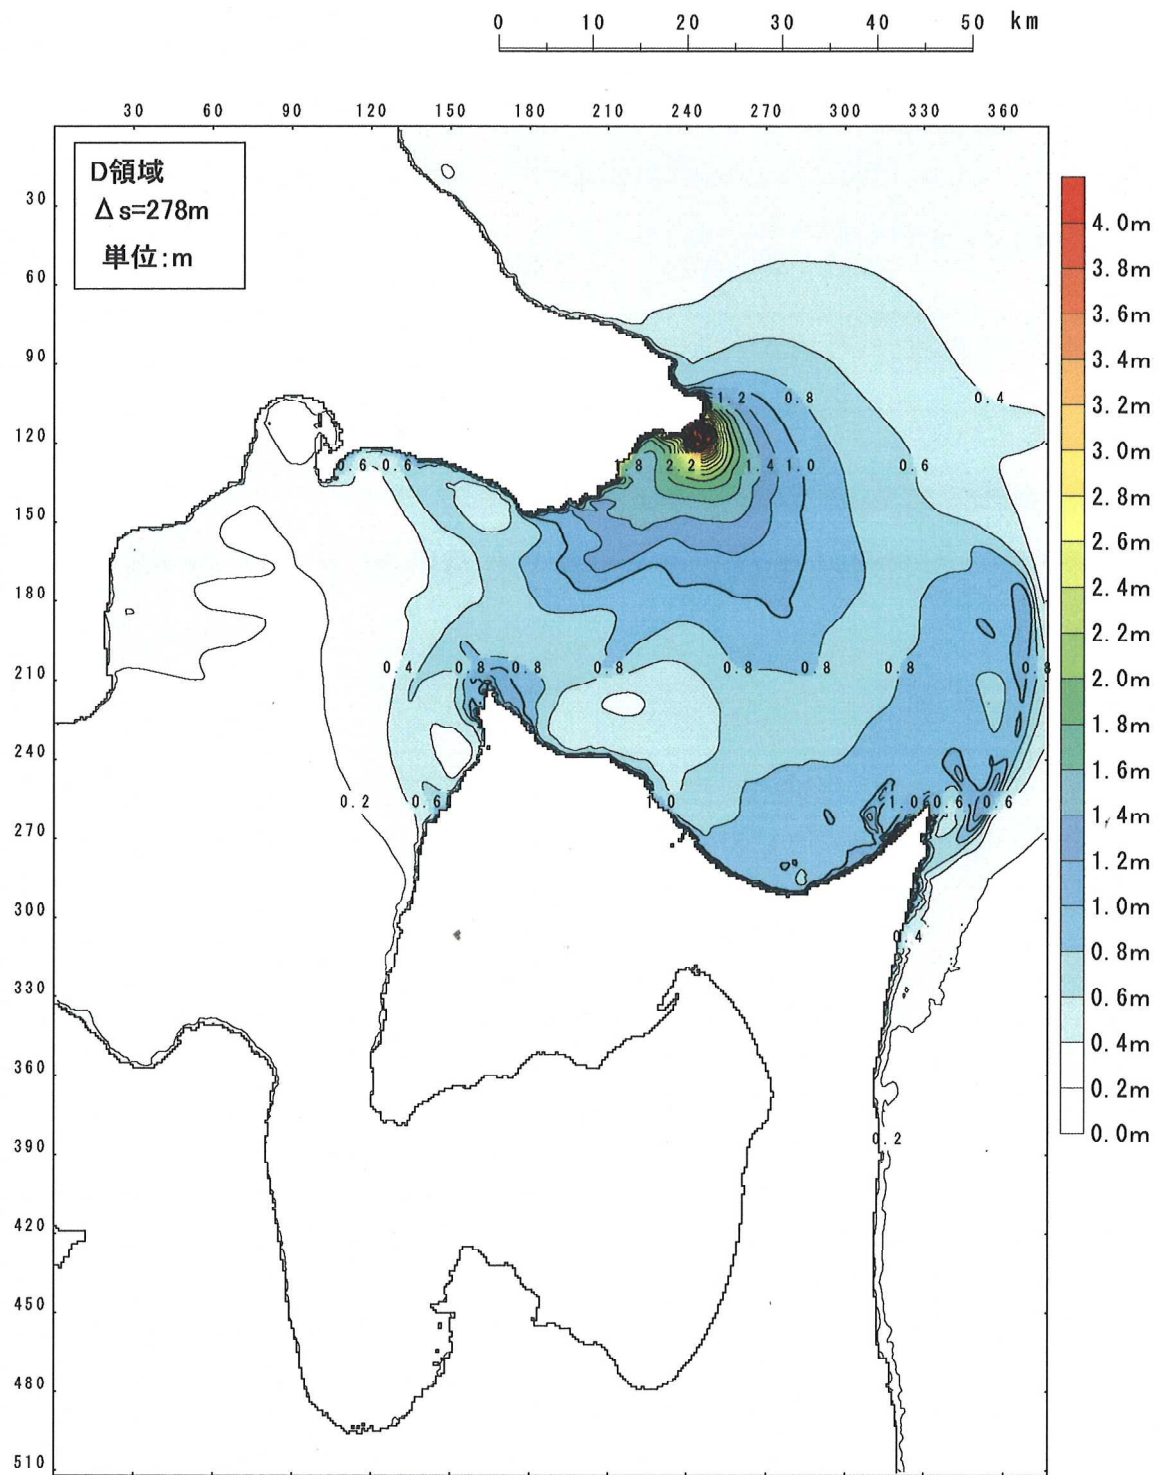 0 10 20 30 40 50 km
30 60 90 120 150 180 210 240 270 300 330 360
D領域
Δs=278m
単位:m
30
60
90
120
150
180
210
240
270
300
330
360
390
420
450
480
510
4.0m
3.8m
3.6m
3.4m
3.2m
3.0m
2.8m
2.6m
2.4m
2.2m
2.0m
1.8m
1.6m
1.4m
1.2m
1.0m
0.8m
0.6m
0.4m
0.2m
0.0m
1.2 0.8 0.4
0.6 0.6 1.8 2.2 1.4 1.0 0.6
0.4 0.8 0.8 0.8 0.8 0.8 0.8 0.8
0.2 0.6 1.0 1.0 0.6 0.6
0.4
0.2